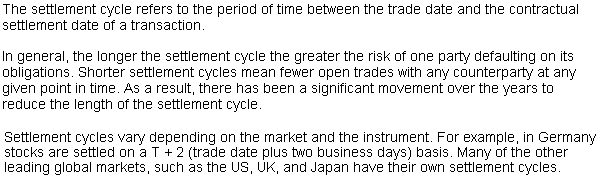 The settlement cycle refers to the period of time between the trade date and the contractual
settlement date of a transaction.
In general, the longer the settlement cycle the greater the risk of one party defaulting on its
obligations. Shorter settlement cycles mean fewer open trades with any counterparty at any
given point in time. As a result, there has been a significant movement over the years to
reduce the length of the settlement cycle.
Settlement cycles vary depending on the market and the instrument. For example, in Germany
stocks are settled on a T + 2 (trade date plus two business days) basis. Many of the other
leading global markets, such as the US, UK, and Japan have their own settlement cycles.